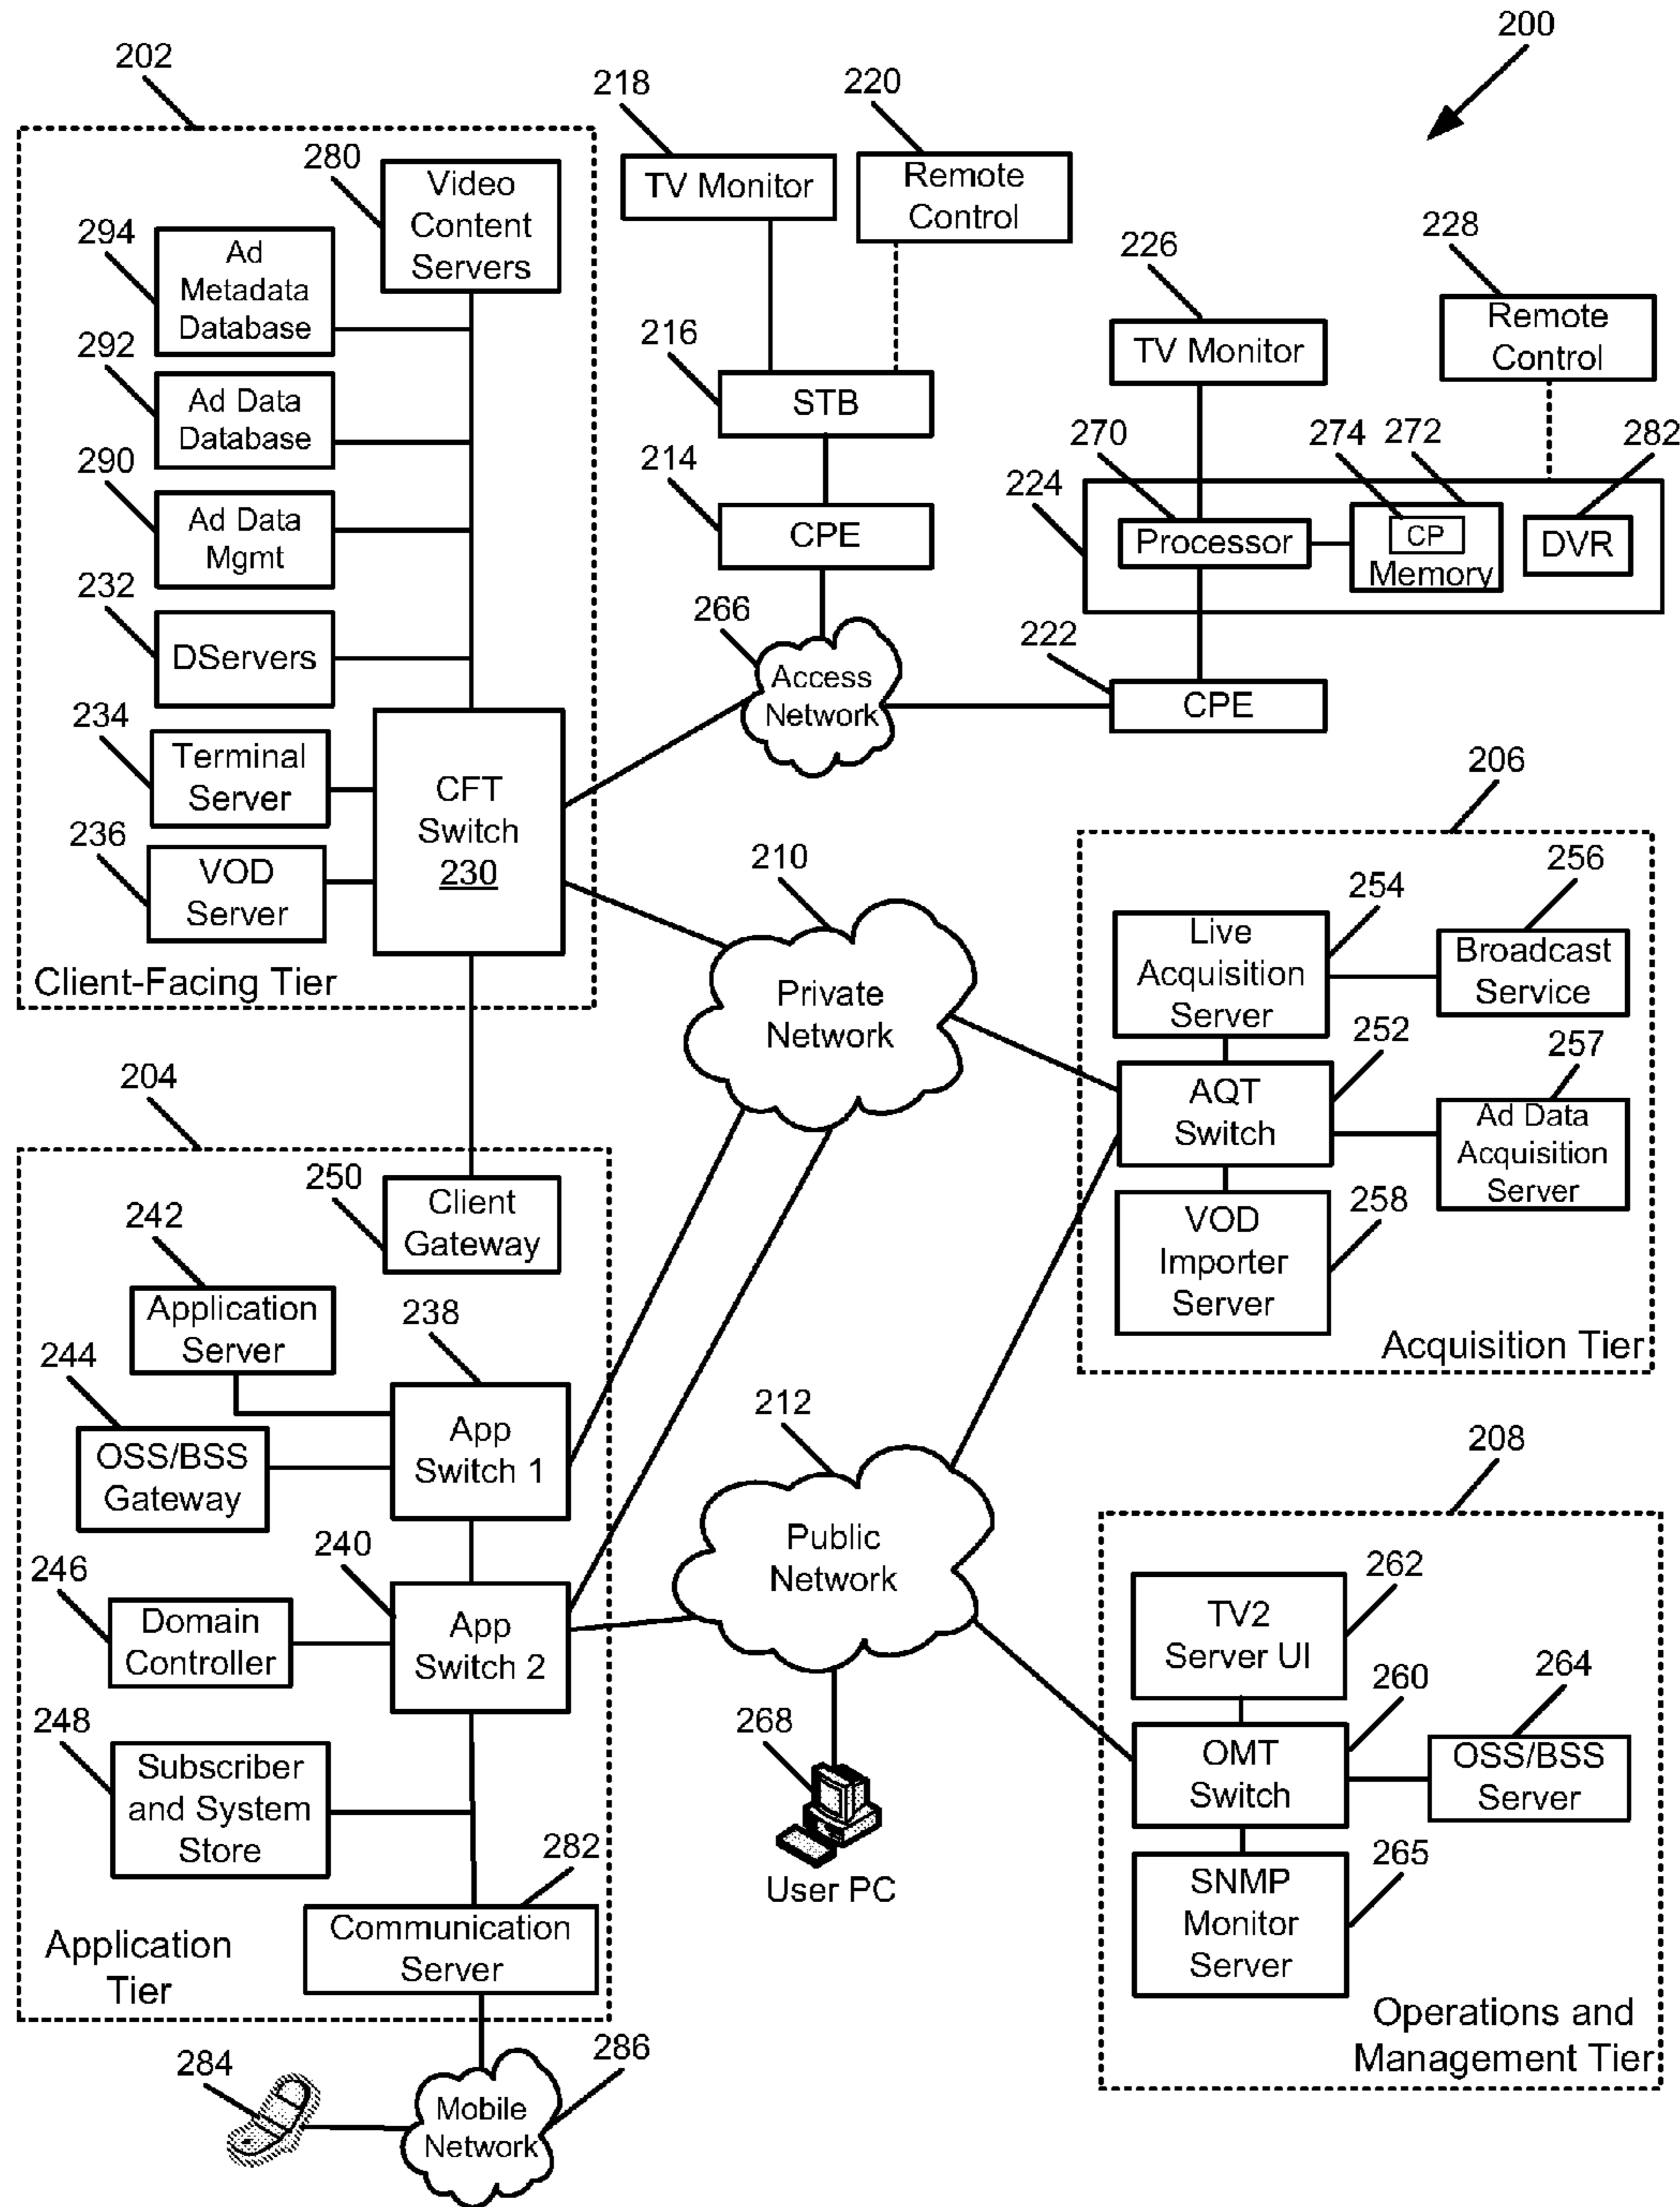 200
202
218
220
280
Video
Content
Servers
TV Monitor
Remote
Control
294
Ad
Metadata
Database
226
228
TV Monitor
Remote
Control
292
Ad Data
Database
216
STB
290
Ad Data
Mgmt
214
CPE
270
274
272
282
224
Processor
CP
Memory
DVR
232
DServers
266
Access
Network
222
CPE
234
Terminal
Server
CFT
Switch
230
236
VOD
Server
Client-Facing Tier
210
Private
Network
206
254
256
Live
Acquisition
Server
Broadcast
Service
252
257
AQT
Switch
Ad Data
Acquisition
Server
258
VOD
Importer
Server
Acquisition Tier
204
250
Client
Gateway
242
Application
Server
238
244
App
Switch 1
OSS/BSS
Gateway
240
246
App
Switch 2
Domain
Controller
248
Subscriber
and System
Store
282
Communication
Server
Application
Tier
212
Public
Network
268
User PC
208
262
TV2
Server UI
260
264
OMT
Switch
OSS/BSS
Server
265
SNMP
Monitor
Server
Operations and
Management Tier
284
286
Mobile
Network